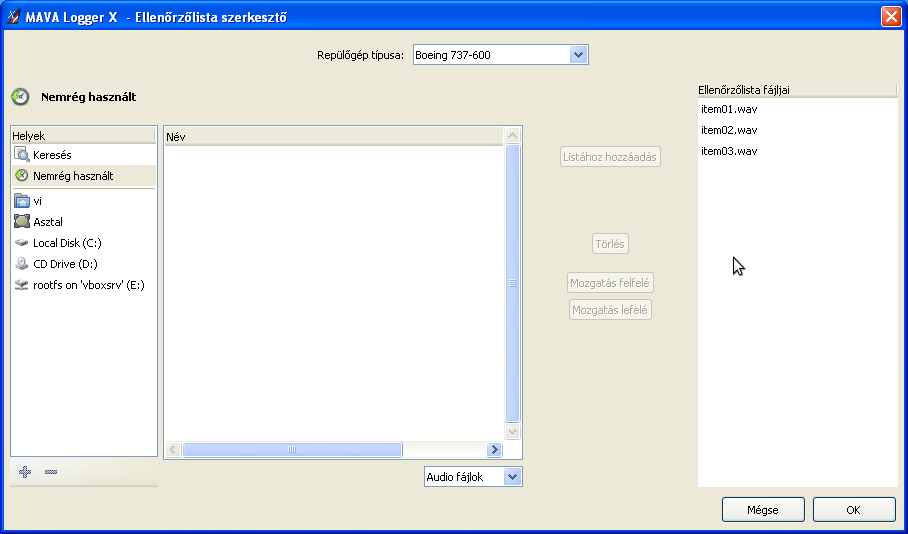 MAVA Logger X - Ellenőrzőlista szerkesztő
Repülőgép típusa: Boeing 737-600
Nemrég használt
Helyek
Keresés
Nemrég használt
vi
Asztal
Local Disk (C:)
CD Drive (D:)
rootfs on 'vboxsrv' (E:)
Név
Audio fájlok
Listához hozzáadás
Törlés
Mozgatás felfelé
Mozgatás lefelé
Ellenőrzőlista fájljai
item01.wav
item02.wav
item03.wav
Mégse
OK